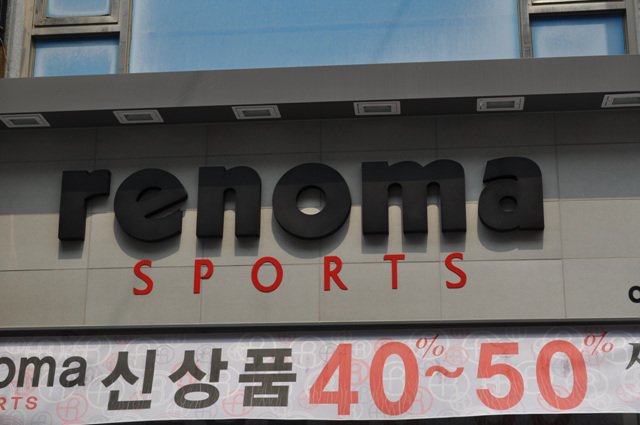 renoma
SPORTS
oma 신상품 40%~50%
RTS